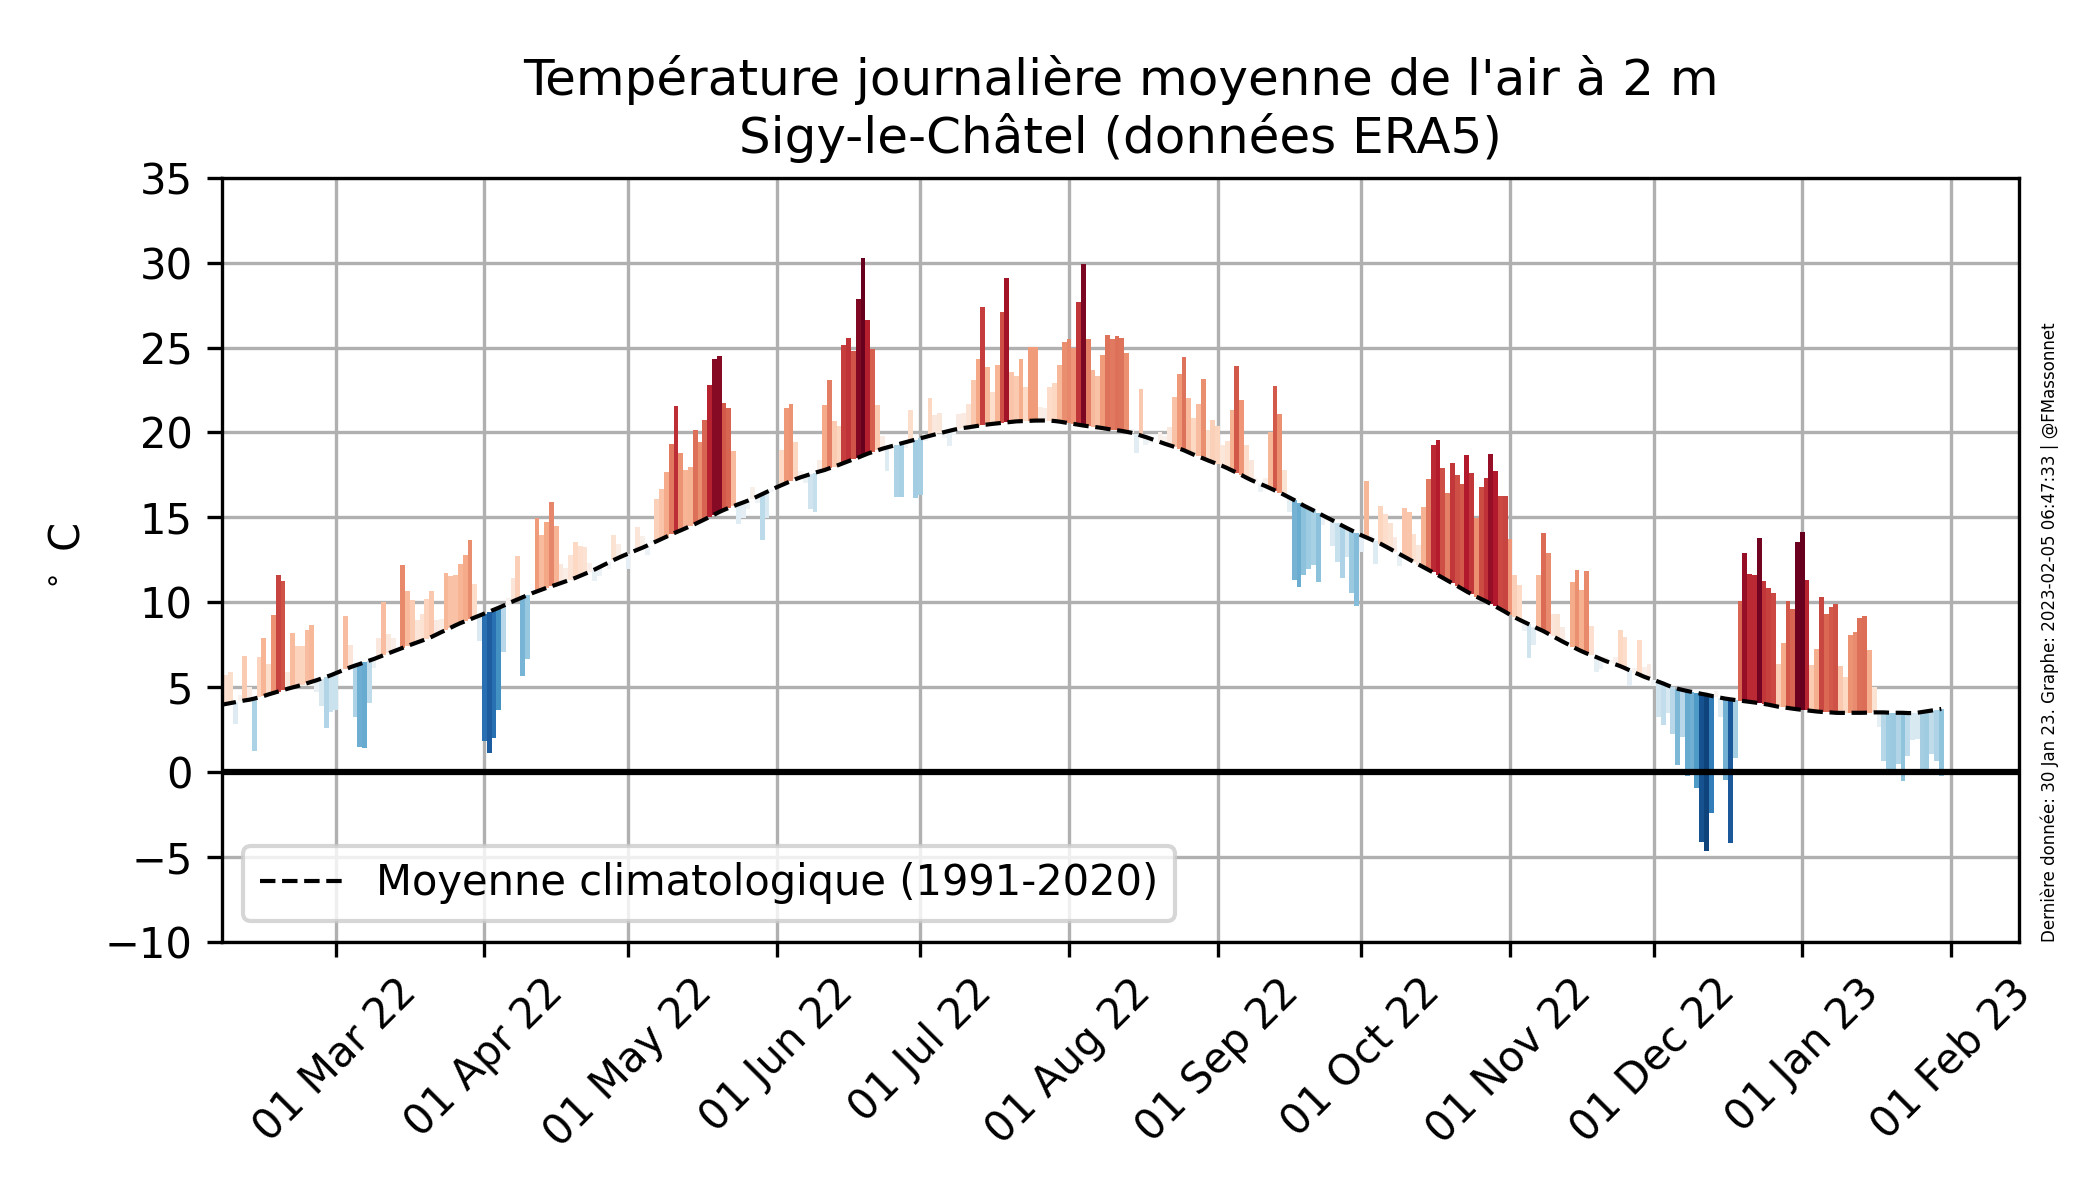 Température journalière moyenne de l'air à 2 m
Sigy-le-Châtel (données ERA5)
35
30
25
20
15
10
5
0
−5
−10
° C
Moyenne climatologique (1991-2020)
01 Mar 22
01 Apr 22
01 May 22
01 Jun 22
01 Jul 22
01 Aug 22
01 Sep 22
01 Oct 22
01 Nov 22
01 Dec 22
01 Jan 23
01 Feb 23
Dernière donnée: 30 Jan 23. Graphe: 2023-02-05 06:47:33 | @FMassonnet